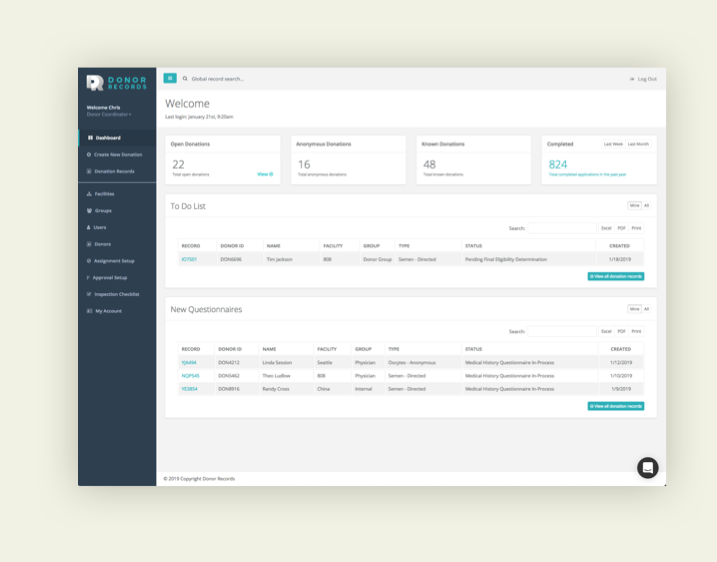 DONOR
RECORDS
Global record search...
Log Out
Welcome Chris
Donor Coordinator
Welcome
Last login: January 21st, 9:20am
Dashboard
Create New Donation
Donation Records
Facilities
Groups
Users
Donors
Assignment Setup
Approval Setup
Inspection Checklist
My Account
Open Donations
22
Total open donations
View
Anonymous Donations
16
Total anonymous donations
Known Donations
48
Total known donations
Completed Last Week Last Month
824
Total completed applications in the past year
To Do List
Mine All
Search: Excel PDF Print
RECORD DONOR ID NAME FACILITY GROUP TYPE STATUS CREATED
IO7501 DON6696 Tim Jackson 808 Donor Group Semen - Directed Pending Final Eligibility Determination 1/18/2019
View all donation records
New Questionnaires
Mine All
Search: Excel PDF Print
RECORD DONOR ID NAME FACILITY GROUP TYPE STATUS CREATED
YJN494 DON4212 Linda Session Seattle Physician Oocytes - Anonymous Medical History Questionnaire In-Process 1/12/2019
NQP545 DON5462 Theo Ludlow 808 Physician Semen - Directed Medical History Questionnaire In-Process 1/10/2019
YE3854 DON8916 Randy Cross China Internal Semen - Directed Medical History Questionnaire In-Process 1/9/2019
View all donation records
© 2019 Copyright Donor Records